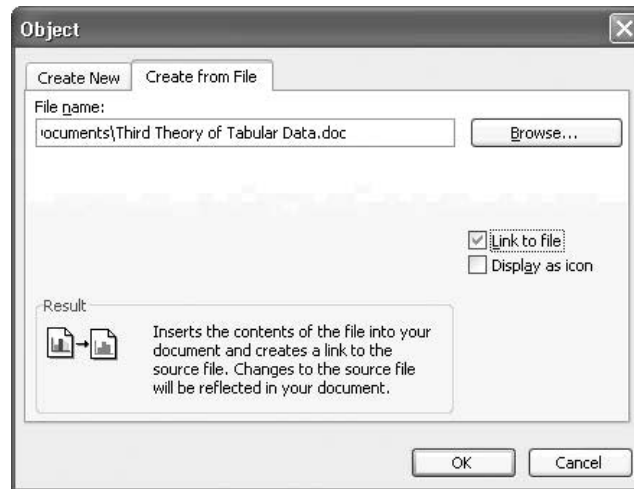 Object
Create New
Create from File
File name:
ocuments\Third Theory of Tabular Data.doc
Browse...
Link to file
Display as icon
Result
Inserts the contents of the file into your
document and creates a link to the
source file. Changes to the source file
will be reflected in your document.
OK
Cancel